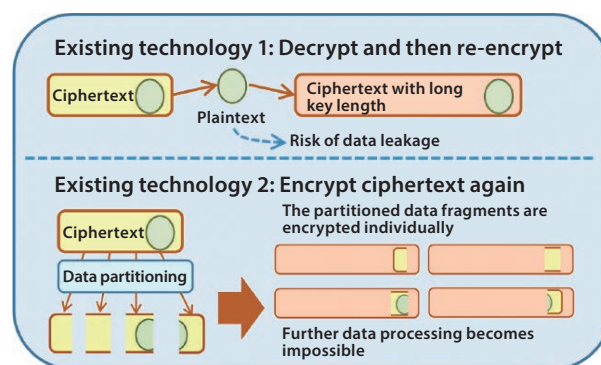 Existing technology 1: Decrypt and then re-encrypt
Ciphertext
Plaintext
Ciphertext with long
key length
Risk of data leakage
Existing technology 2: Encrypt ciphertext again
Ciphertext
Data partitioning
The partitioned data fragments are
encrypted individually
Further data processing becomes
impossible